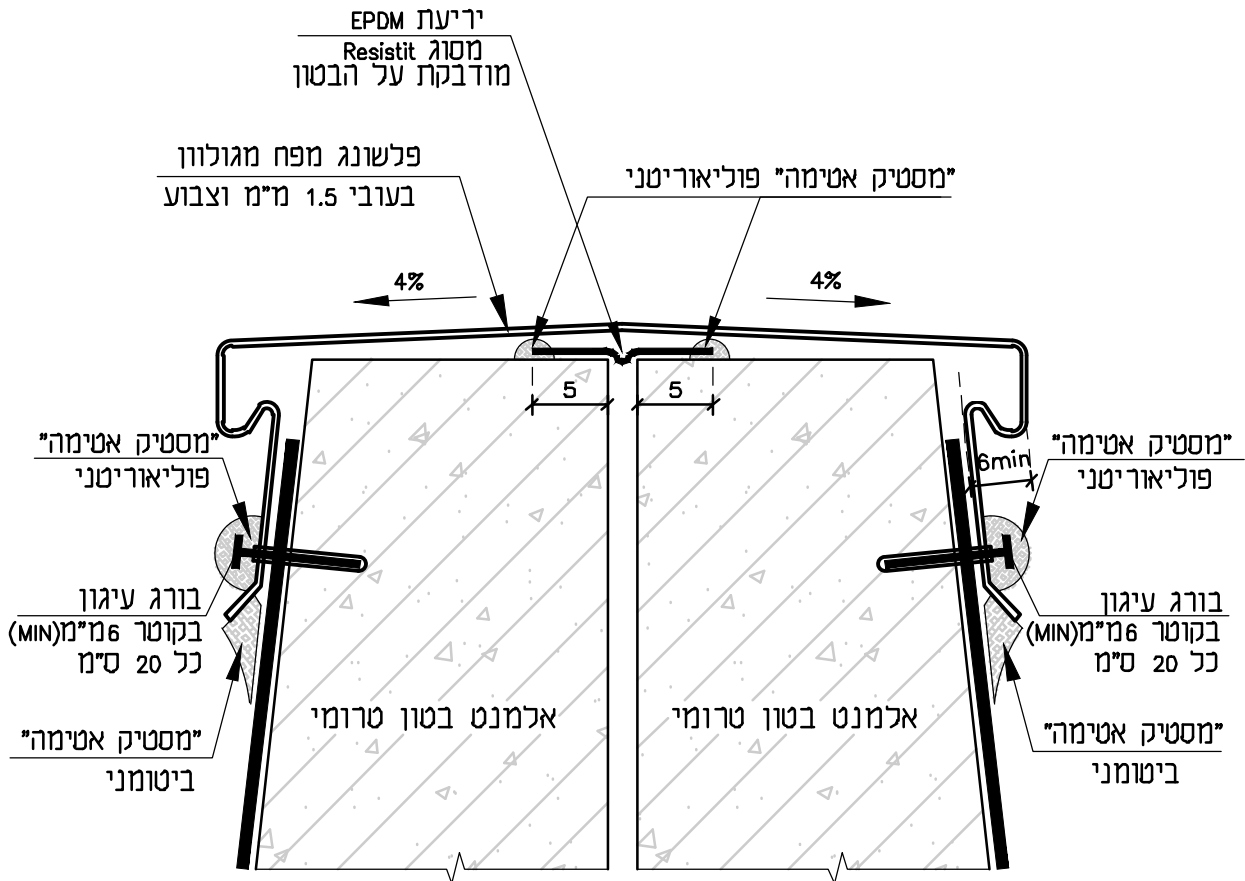 יריעת EPDM
מסוג Resistit
מודבקת על הבטון
פלשונג מפח מגולוון
בעובי 1.5 מ"מ וצבוע
"מסטיק אטימה" פוליאוריטני
4%
4%
5
5
6min
"מסטיק אטימה"
פוליאוריטני
"מסטיק אטימה"
פוליאוריטני
בורג עיגון
בקוטר 6מ"מ(MIN)
כל 20 ס"מ
בורג עיגון
בקוטר 6מ"מ(MIN)
כל 20 ס"מ
אלמנט בטון טרומי
אלמנט בטון טרומי
"מסטיק אטימה"
ביטומני
"מסטיק אטימה"
ביטומני